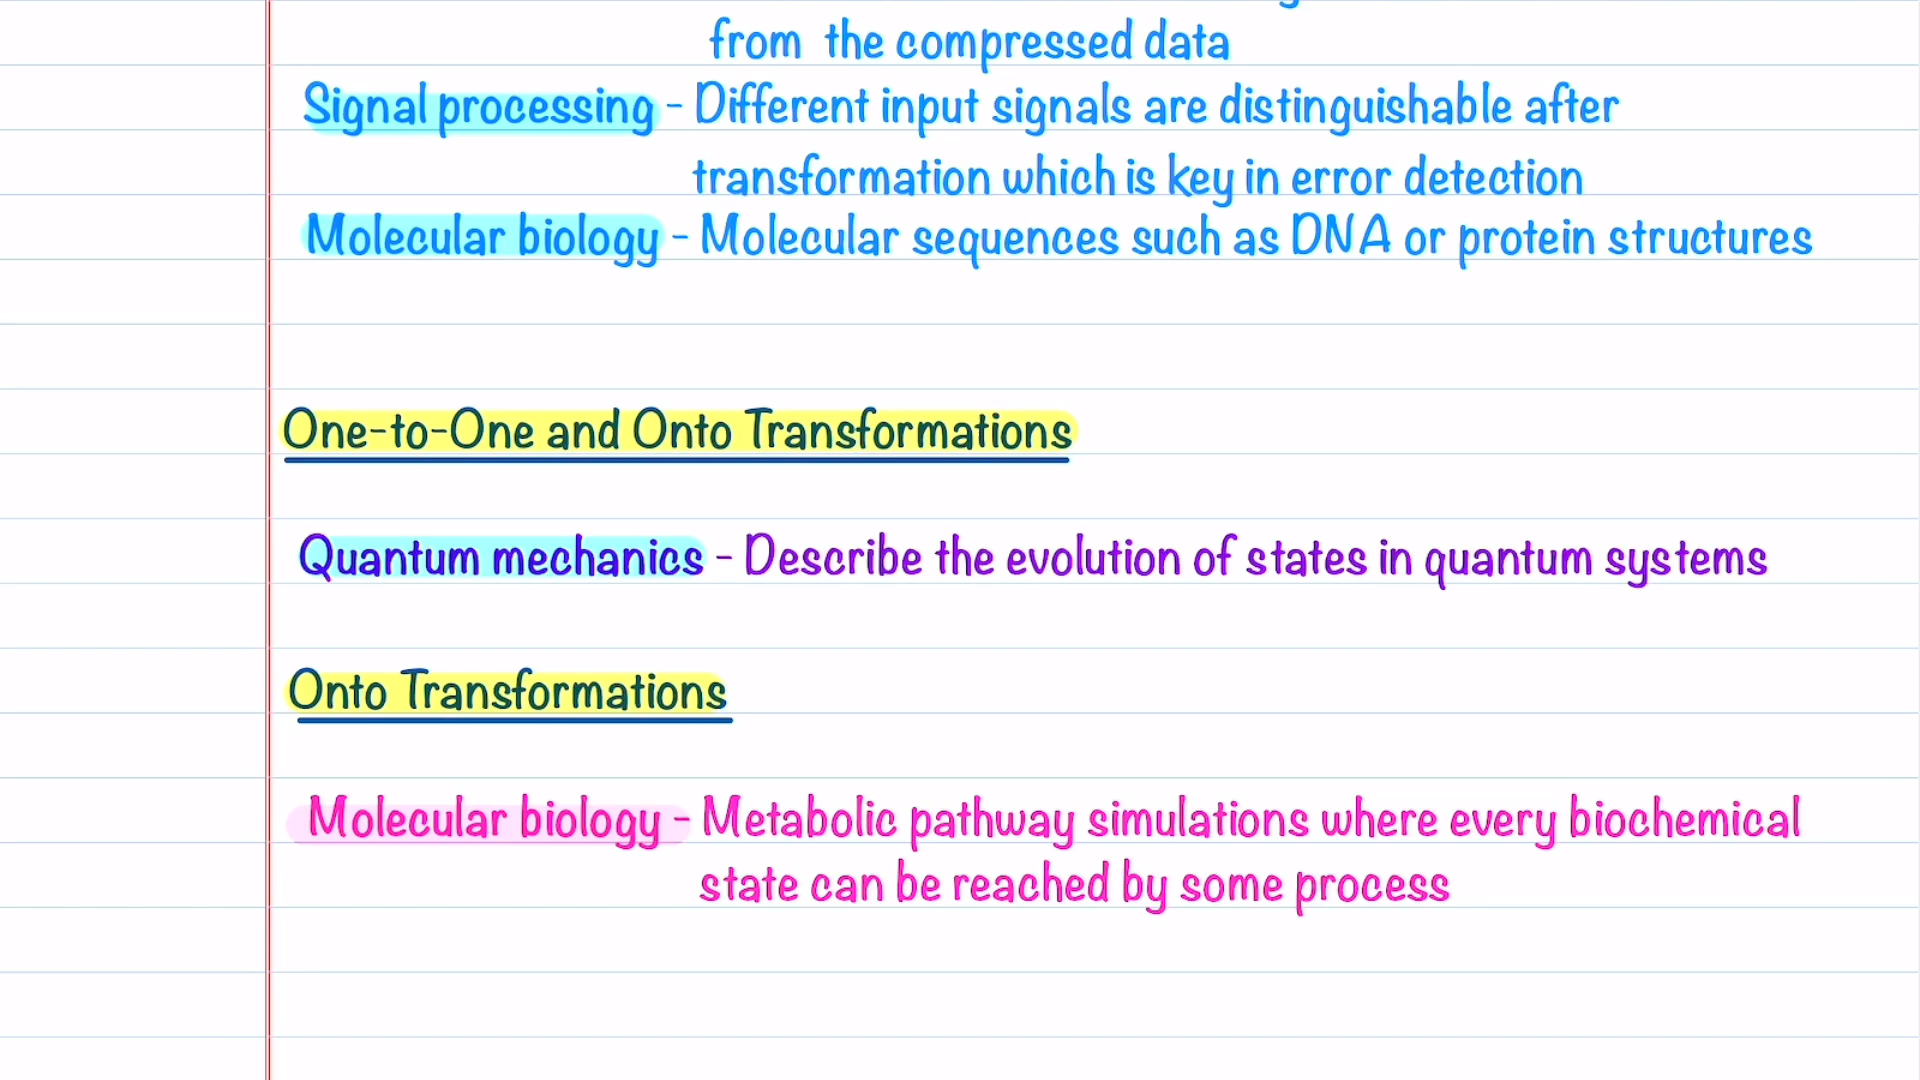 from the compressed data
Signal processing - Different input signals are distinguishable after
transformation which is key in error detection
Molecular biology - Molecular sequences such as DNA or protein structures
One-to-One and Onto Transformations
Quantum mechanics - Describe the evolution of states in quantum systems
Onto Transformations
Molecular biology - Metabolic pathway simulations where every biochemical
state can be reached by some process